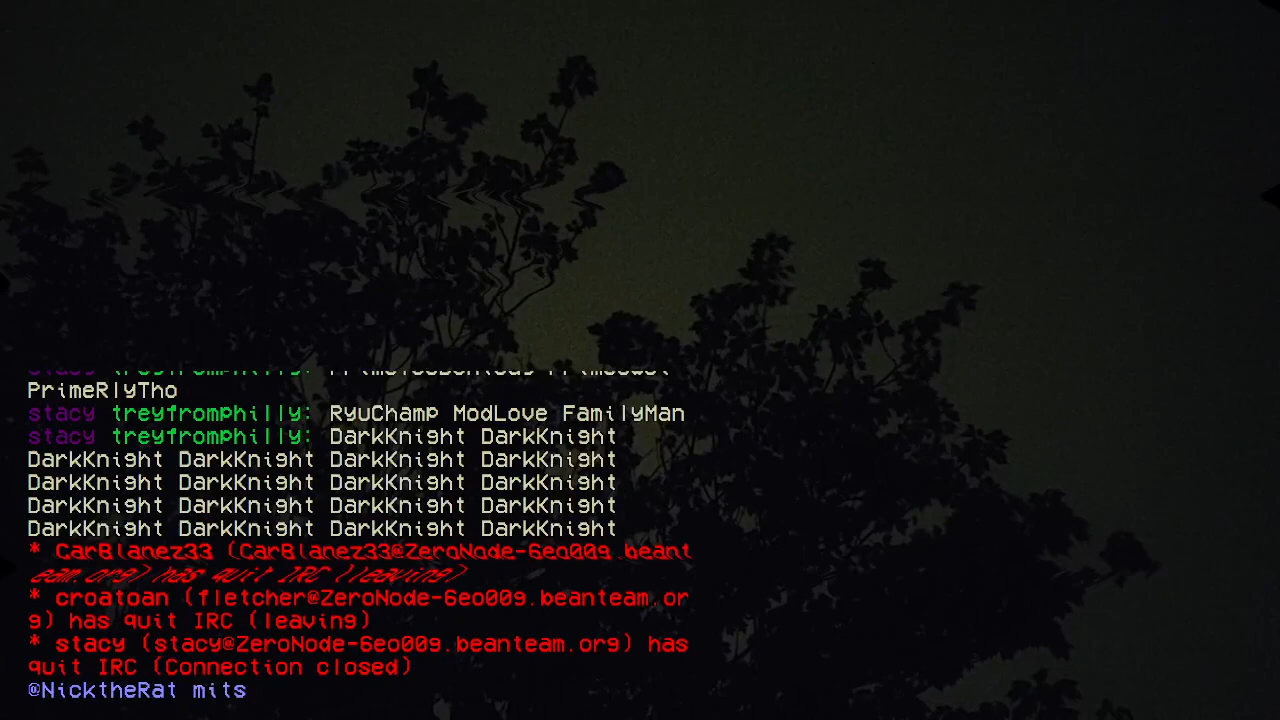 PrimeRlyTho
stacy treyfromphilly: RyuChamp ModLove FamilyMan
stacy treyfromphilly: DarkKnight DarkKnight
DarkKnight DarkKnight DarkKnight DarkKnight
DarkKnight DarkKnight DarkKnight DarkKnight
DarkKnight DarkKnight DarkKnight DarkKnight
DarkKnight DarkKnight DarkKnight DarkKnight
* CarBlanez33 (CarBlanez33@ZeroNode-6eo009.beant
eam.org) has quit IRC (leaving)
* croatoan (fletcher@ZeroNode-6eo009.beanteam.or
g) has quit IRC (leaving)
* stacy (stacy@ZeroNode-6eo009.beanteam.org) has
quit IRC (Connection closed)
@NicktheRat mits